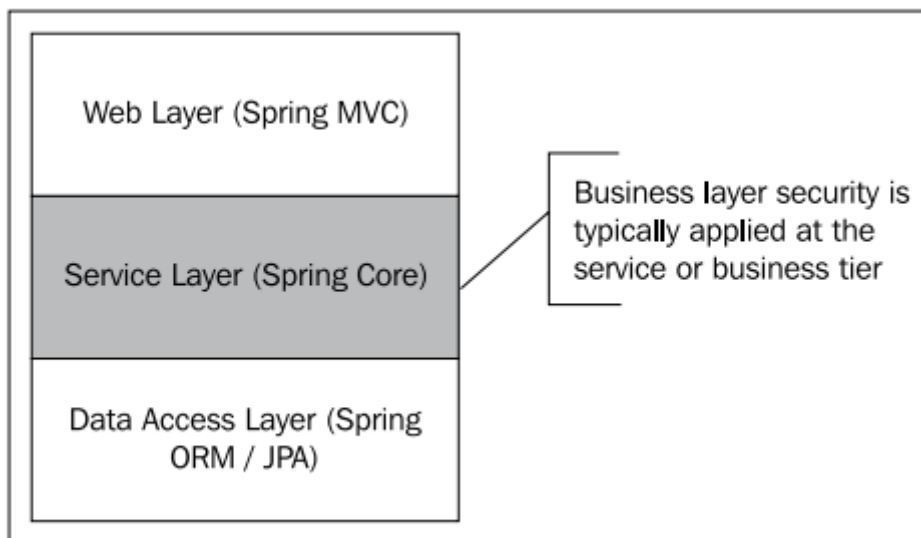 Web Layer (Spring MVC)
Service Layer (Spring Core)
Business layer security is
typically applied at the
service or business tier
Data Access Layer (Spring
ORM / JPA)